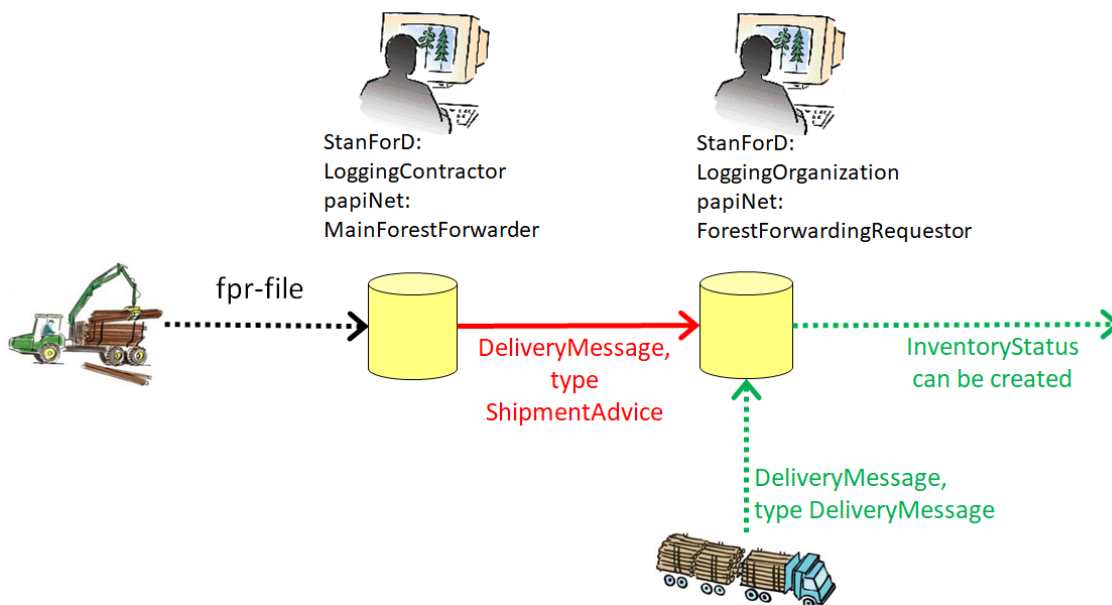 StanForD:
LoggingContractor
papiNet:
MainForestForwarder
StanForD:
LoggingOrganization
papiNet:
ForestForwardingRequestor
fpr-file
DeliveryMessage,
type
ShipmentAdvice
InventoryStatus
can be created
DeliveryMessage,
type DeliveryMessage